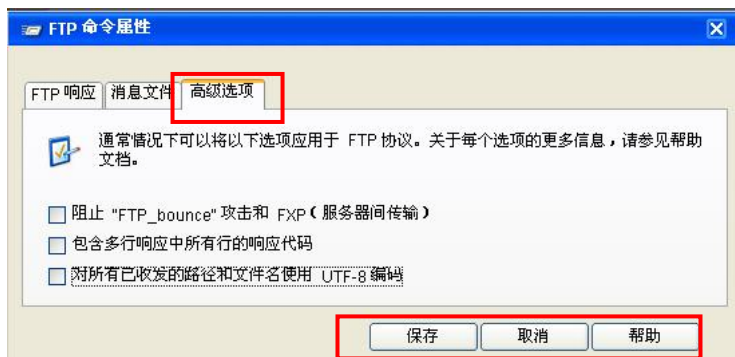 FTP 命令属性
FTP 响应 消息文件 高级选项
通常情况下可以将以下选项应用于 FTP 协议。关于每个选项的更多信息，请参见帮助
文档。
阻止 "FTP_bounce" 攻击和 FXP（服务器间传输）
包含多行响应中所有行的响应代码
对所有已收发的路径和文件名使用 UTF-8 编码
保存 取消 帮助